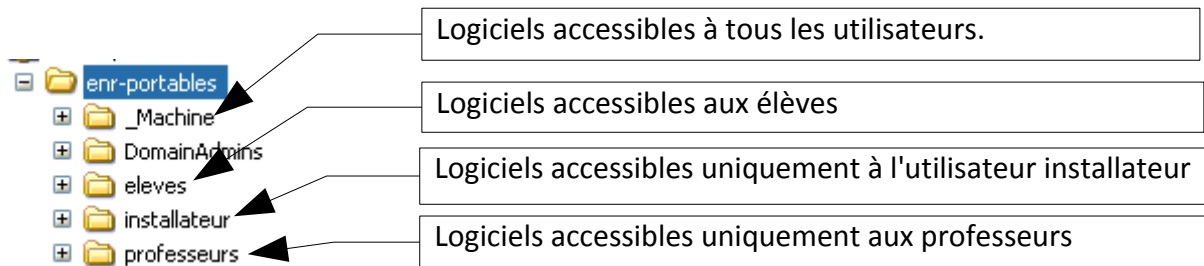 Logiciels accessibles à tous les utilisateurs.
enr-portables
Logiciels accessibles aux élèves
_Machine
DomainAdmins
Logiciels accessibles uniquement à l'utilisateur installateur
eleves
installateur
Logiciels accessibles uniquement aux professeurs
professeurs